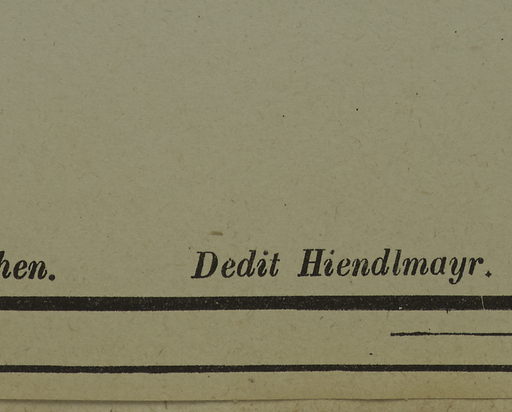 hen. Dedit Hiendlmayr.